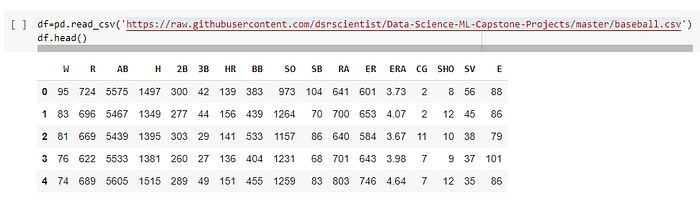 [ ] df=pd.read_csv('https://raw.githubusercontent.com/dsrscientist/Data-Science-ML-Capstone-Projects/master/baseball.csv')
df.head()
W R AB H 2B 3B HR BB SO SB RA ER ERA CG SHO SV E
0 95 724 5575 1497 300 42 139 383 973 104 641 601 3.73 2 8 56 88
1 83 696 5467 1349 277 44 156 439 1264 70 700 653 4.07 2 12 45 86
2 81 669 5439 1395 303 29 141 533 1157 86 640 584 3.67 11 10 38 79
3 76 622 5533 1381 260 27 136 404 1231 68 701 643 3.98 7 9 37 101
4 74 689 5605 1515 289 49 151 455 1259 83 803 746 4.64 7 12 35 86